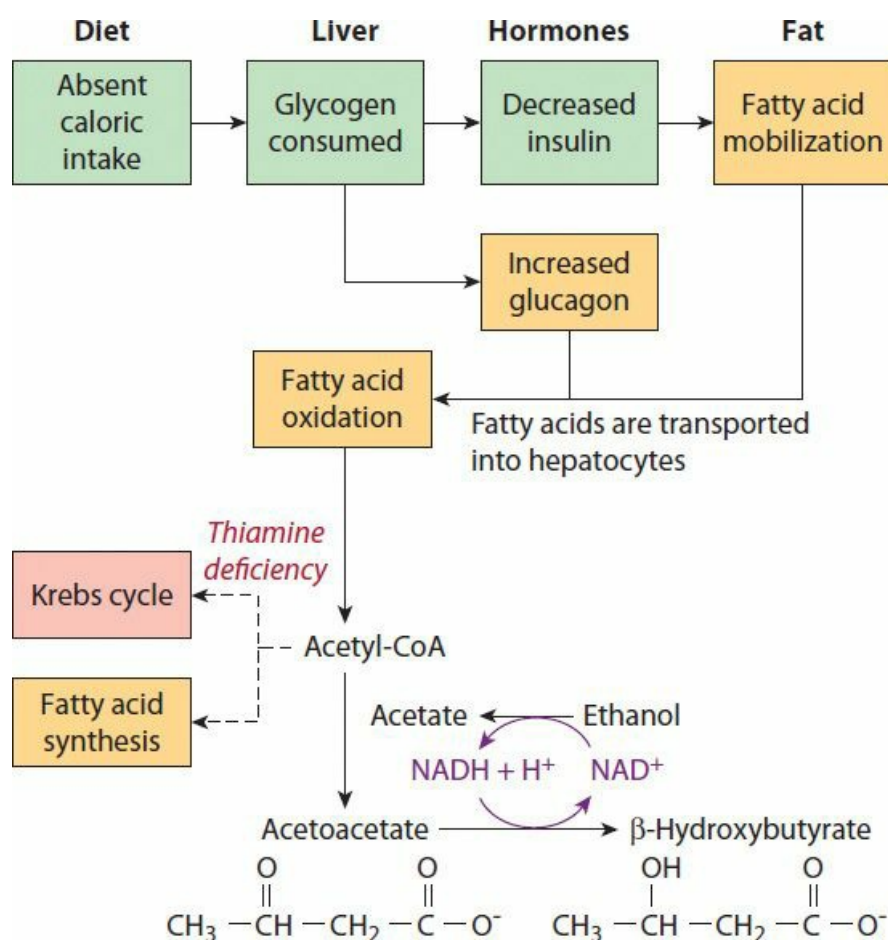 Diet
Liver
Hormones
Fat
Absent
caloric
intake
Glycogen
consumed
Decreased
insulin
Fatty acid
mobilization
Increased
glucagon
Fatty acid
oxidation
Fatty acids are transported
into hepatocytes
Thiamine
deficiency
Krebs cycle
Acetyl-CoA
Fatty acid
synthesis
Acetate
Ethanol
NADH + H⁺
NAD⁺
Acetoacetate
β-Hydroxybutyrate
O O
CH₃ — CH — CH₂ — C — O⁻
OH O
CH₃ — CH — CH₂ — C — O⁻